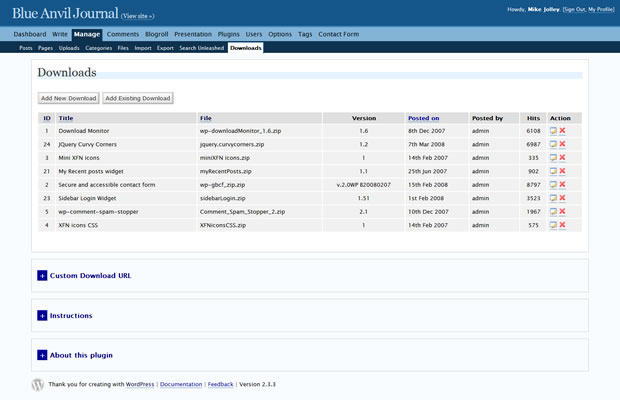 Blue Anvil Journal (View site »)
Howdy, Mike Jolley. [Sign Out, My Profile]
Dashboard Write Manage Comments Blogroll Presentation Plugins Users Options Tags Contact Form
Posts Pages Uploads Categories Files Import Export Search Unleashed Downloads
Downloads
Add New Download Add Existing Download
ID Title File Version Posted on Posted by Hits Action
1 Download Monitor wp-downloadMonitor_1.6.zip 1.6 8th Dec 2007 admin 6108
24 JQuery Curvy Corners jquery.curvycorners.zip 1.2 7th Mar 2008 admin 6987
3 Mini XFN icons miniXFN icons.zip 1 14th Feb 2007 admin 335
21 My Recent posts widget myRecentPosts.zip 1.1 25th Jun 2007 admin 902
2 Secure and accessible contact form wp-gbcf_zip.zip v.2.0WP B20080207 15th Feb 2008 admin 8797
23 Sidebar Login Widget sidebarLogin.zip 1.51 1st Feb 2008 admin 3523
5 wp-comment-spam-stopper Comment_Spam_Stopper_2.zip 2.1 10th Dec 2007 admin 1967
4 XFN icons CSS XFNiconsCSS.zip 1 14th Feb 2007 admin 575
+ Custom Download URL
+ Instructions
+ About this plugin
Thank you for creating with WordPress | Documentation | Feedback | Version 2.3.3